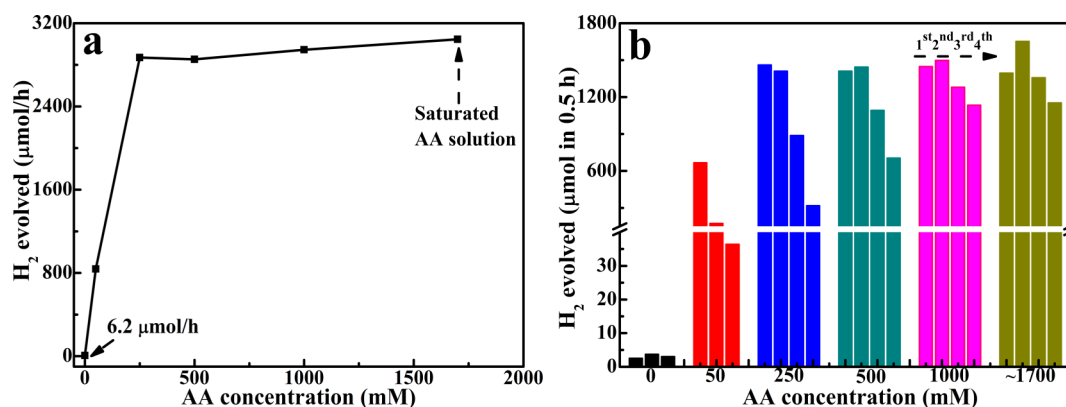 a
3200
2400
1600
800
0
H2 evolved (μmol/h)
6.2 μmol/h
Saturated
AA solution
0 500 1000 1500 2000
AA concentration (mM)
b
1800
1200
600
30
20
10
0
H2 evolved (μmol in 0.5 h)
1st2nd3rd4th
0 50 250 500 1000 ~1700
AA concentration (mM)